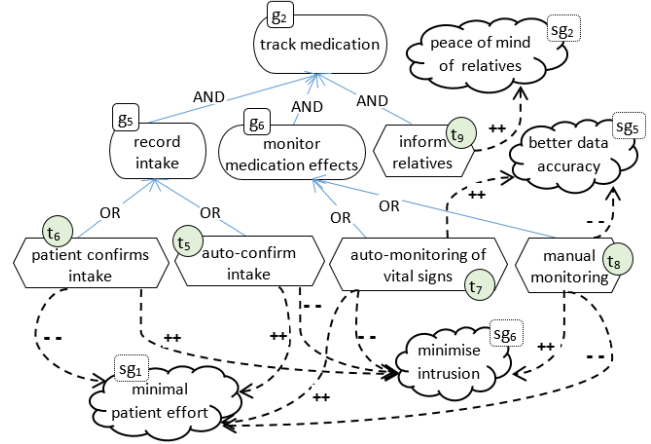 g2
track medication
sg2
peace of mind
of relatives
AND
AND
AND
g5
record
intake
g6
monitor
medication effects
t9
inform
relatives
++
sg5
better data
accuracy
++
--
OR
OR
OR
OR
t6
patient confirms
intake
t5
auto-confirm
intake
auto-monitoring of
vital signs
t7
manual
monitoring
t8
--
++
++
--
--
++
--
++
sg6
minimise
intrusion
sg1
minimal
patient effort